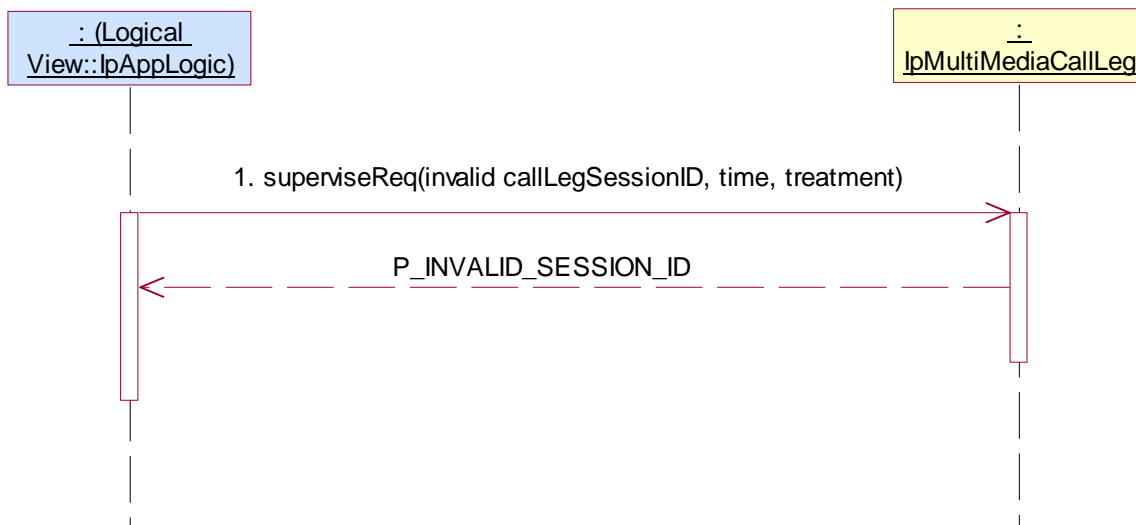 : (Logical
View::IpAppLogic)
:
IpMultiMediaCallLeg
1. superviseReq(invalid callLegSessionID, time, treatment)
P_INVALID_SESSION_ID